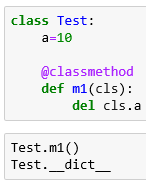 class Test:
    a=10

    @classmethod
    def m1(cls):
        del cls.a
Test.m1()
Test.__dict__